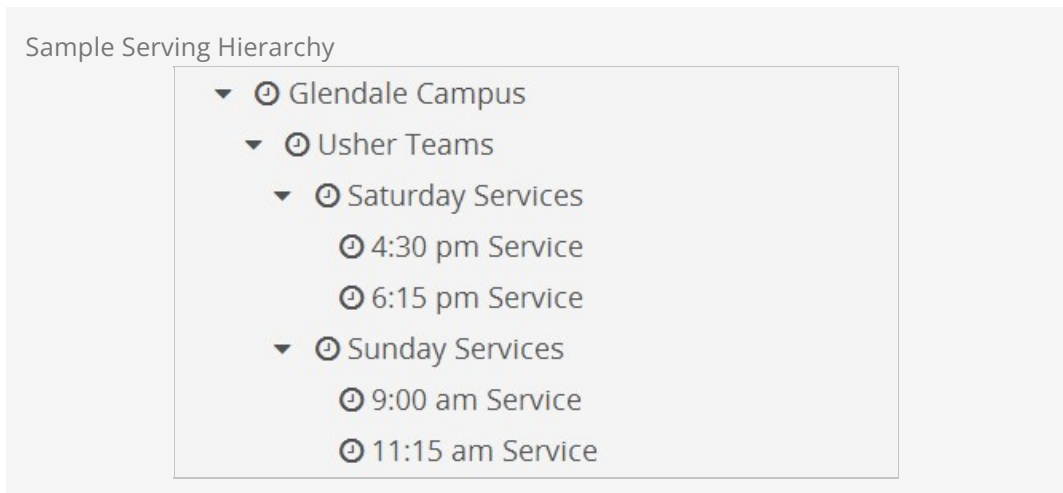 Sample Serving Hierarchy
Glendale Campus
Usher Teams
Saturday Services
4:30 pm Service
6:15 pm Service
Sunday Services
9:00 am Service
11:15 am Service